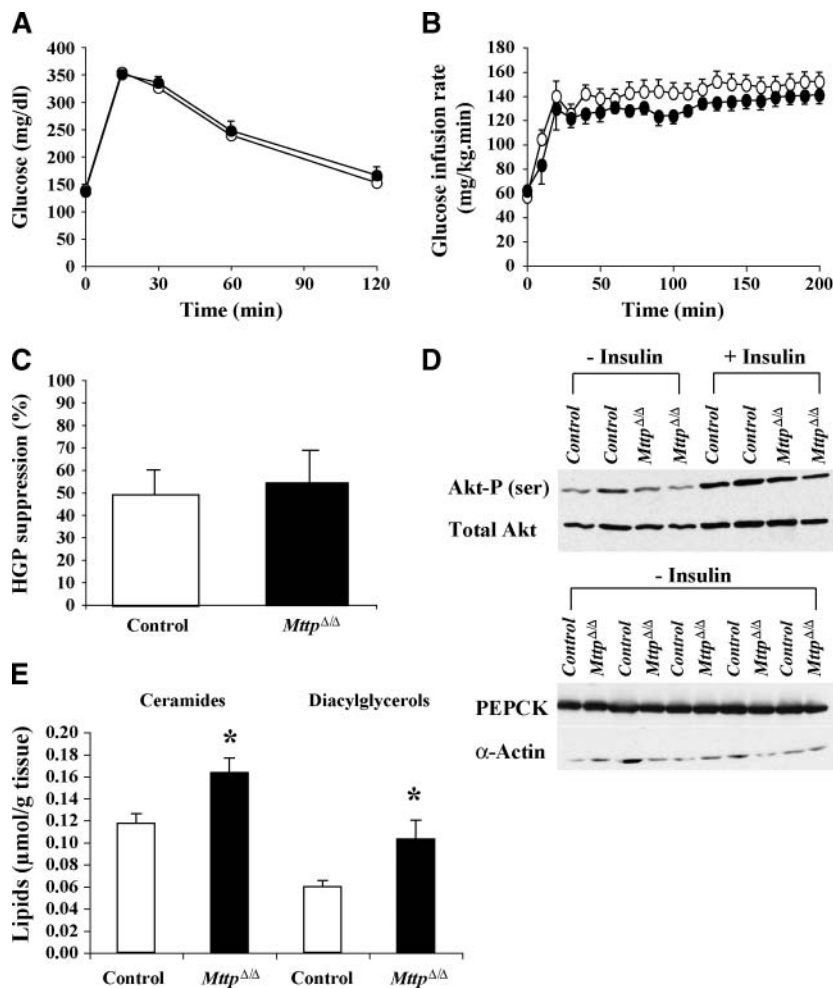 A
Glucose (mg/dl)
400
350
300
250
200
150
100
50
0
0 30 60 90 120
Time (min)
B
Glucose infusion rate
(mg/kg.min)
180
160
140
120
100
80
60
40
20
0
0 50 100 150 200
Time (min)
C
HGP suppression (%)
100
90
80
70
60
50
40
30
20
10
0
Control Mttp^Δ/Δ
D
- Insulin + Insulin
Control Control Mttp^Δ/Δ Mttp^Δ/Δ Control Control Mttp^Δ/Δ Mttp^Δ/Δ
Akt-P (ser)
Total Akt
- Insulin
Control Mttp^Δ/Δ Control Mttp^Δ/Δ Control Mttp^Δ/Δ Control Mttp^Δ/Δ Control Mttp^Δ/Δ
PEPCK
α-Actin
E
Ceramides Diacylglycerols
Lipids (μmol/g tissue)
0.20
0.18
0.16
0.14
0.12
0.10
0.08
0.06
0.04
0.02
0.00
* *
Control Mttp^Δ/Δ Control Mttp^Δ/Δ